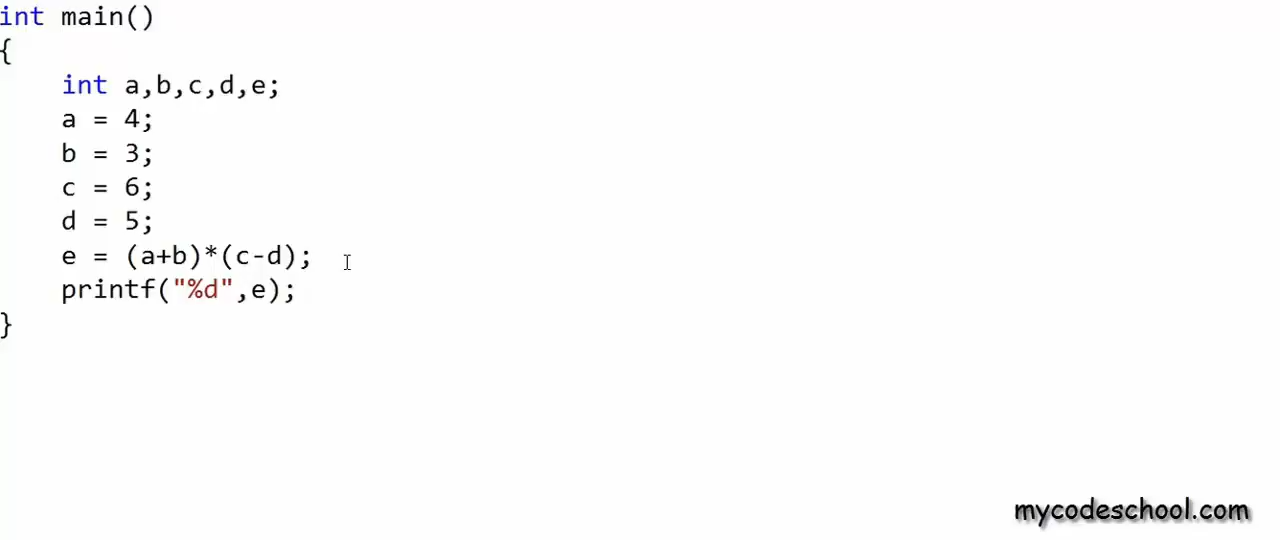 int main()
{
    int a,b,c,d,e;
    a = 4;
    b = 3;
    c = 6;
    d = 5;
    e = (a+b)*(c-d);
    printf("%d",e);
}
mycodeschool.com